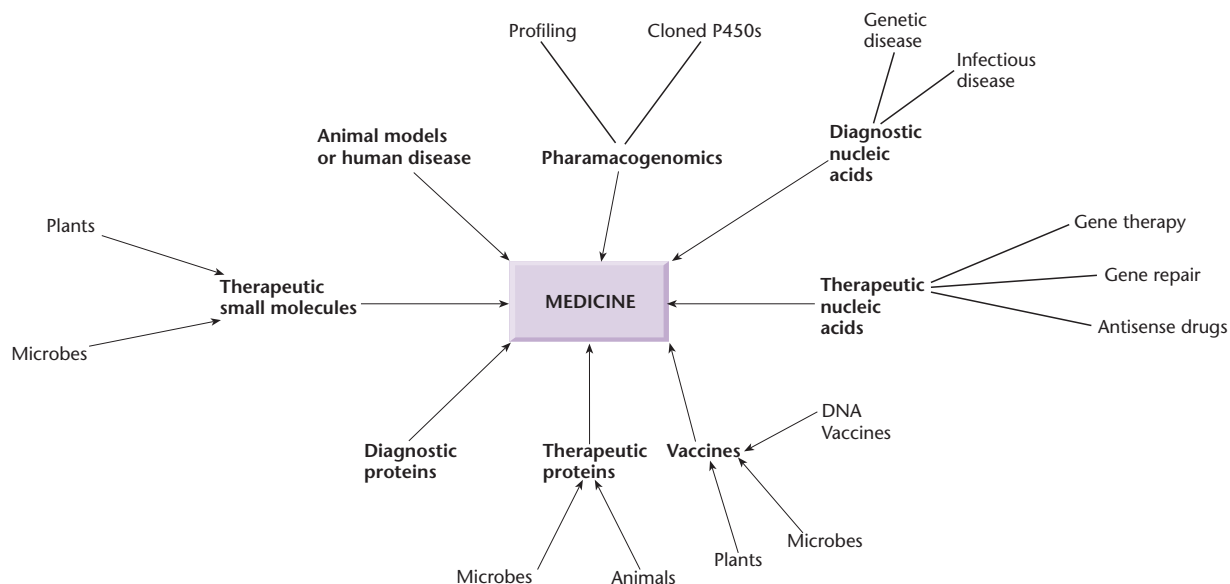 Profiling
Cloned P450s
Genetic
disease
Infectious
disease
Animal models
or human disease
Pharamacogenomics
Diagnostic
nucleic
acids
Plants
Therapeutic
small molecules
Microbes
MEDICINE
Therapeutic
nucleic
acids
Gene therapy
Gene repair
Antisense drugs
Diagnostic
proteins
Therapeutic
proteins
Vaccines
DNA
Vaccines
Microbes
Animals
Plants
Microbes